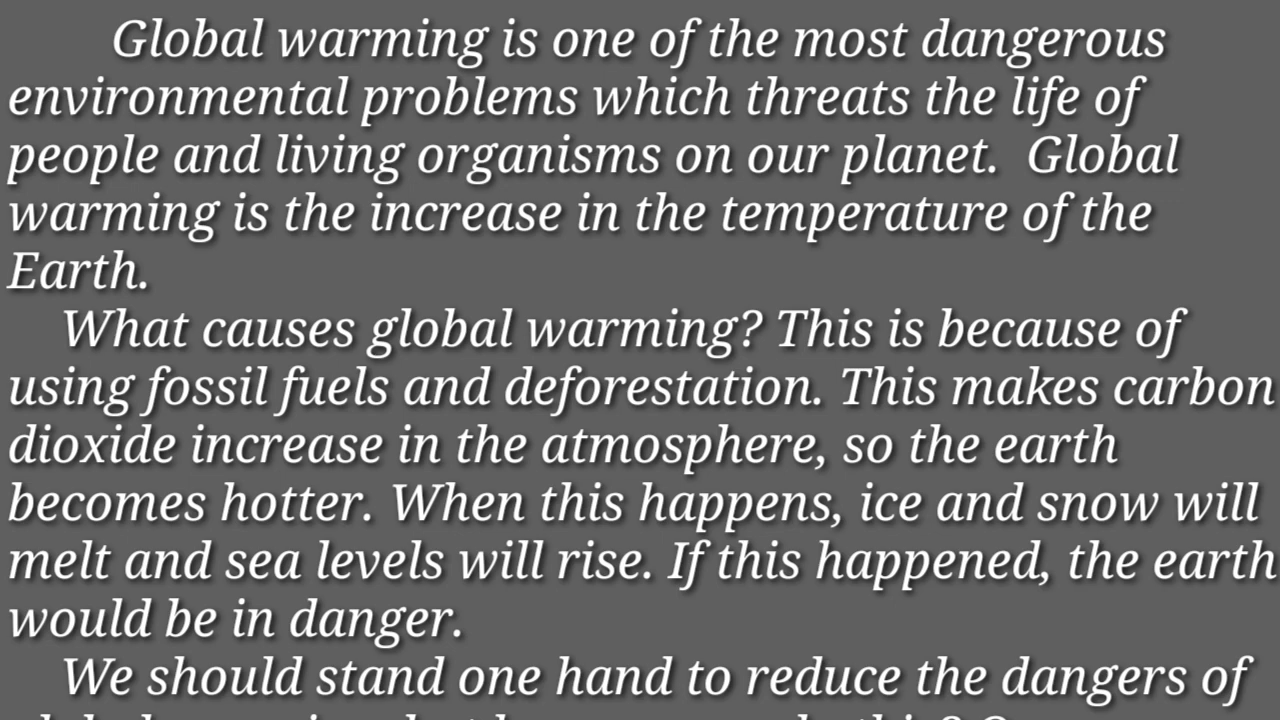 Global warming is one of the most dangerous
environmental problems which threats the life of
people and living organisms on our planet.  Global
warming is the increase in the temperature of the
Earth.
What causes global warming? This is because of
using fossil fuels and deforestation. This makes carbon
dioxide increase in the atmosphere, so the earth
becomes hotter. When this happens, ice and snow will
melt and sea levels will rise. If this happened, the earth
would be in danger.
We should stand one hand to reduce the dangers of